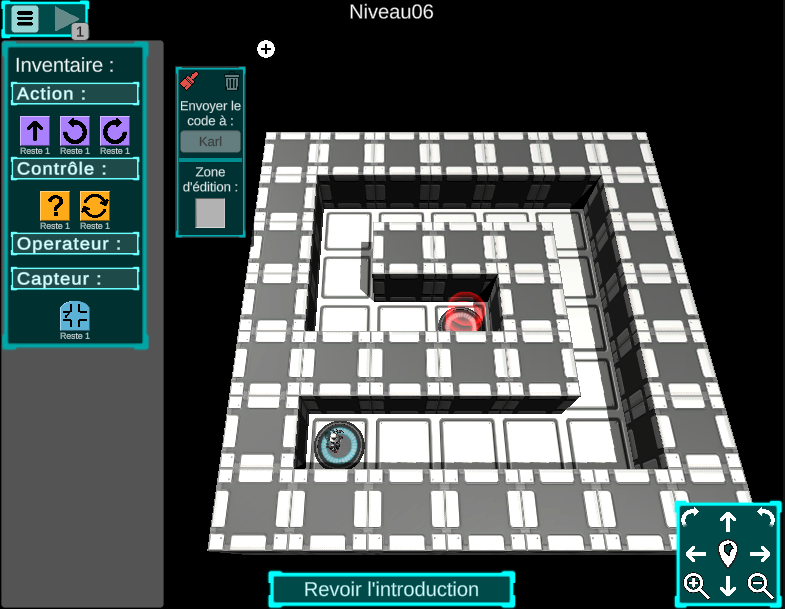 Niveau06
1
Inventaire :
Action :
Reste 1
Reste 1
Reste 1
Contrôle :
?
Reste 1
Reste 1
Operateur :
Capteur :
Reste 1
Envoyer le
code à :
Karl
Zone
d'édition :
Revoir l'introduction